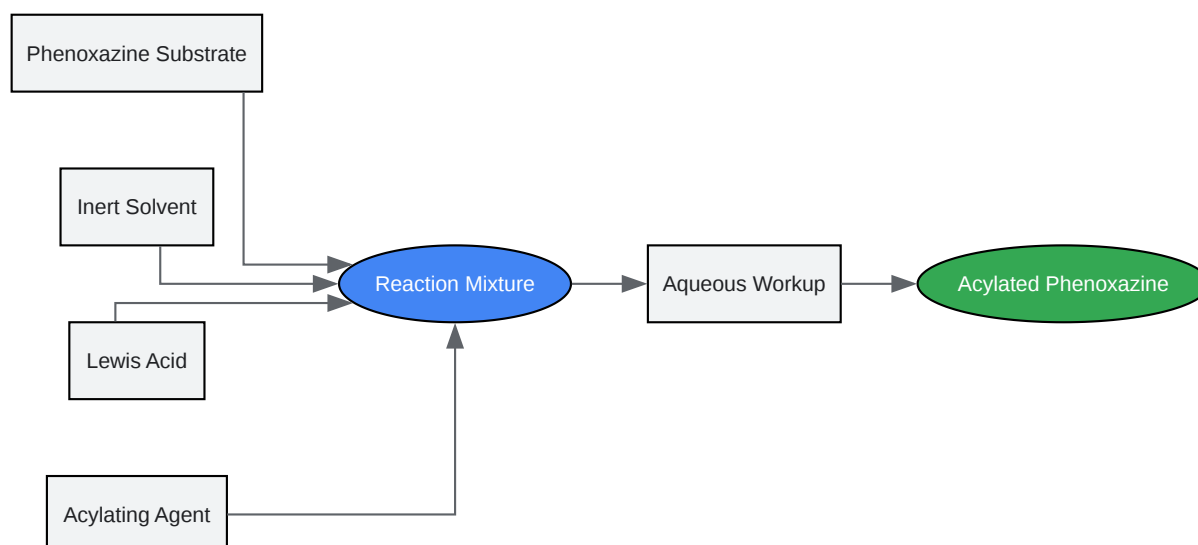 Phenoxazine Substrate
Inert Solvent
Reaction Mixture
Aqueous Workup
Acylated Phenoxazine
Lewis Acid
Acylating Agent